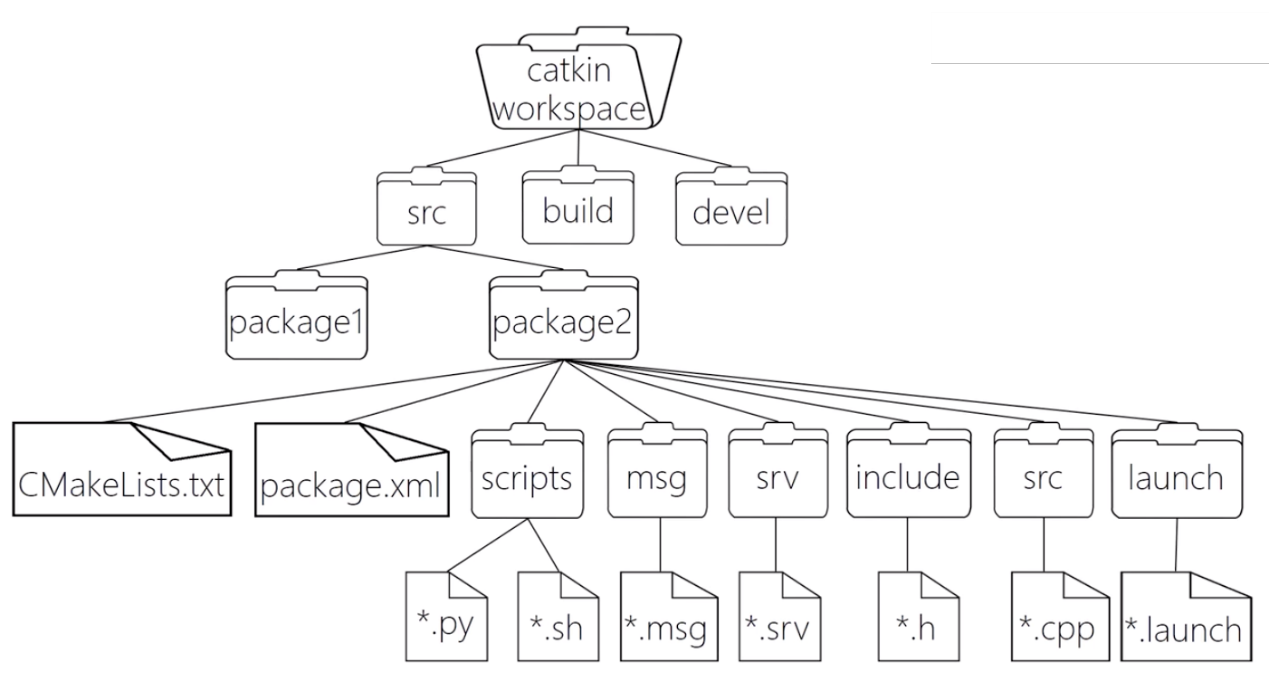 catkin
workspace
src
build
devel
package1
package2
CMakeLists.txt
package.xml
scripts
msg
srv
include
src
launch
*.py
*.sh
*.msg
*.srv
*.h
*.cpp
*.launch